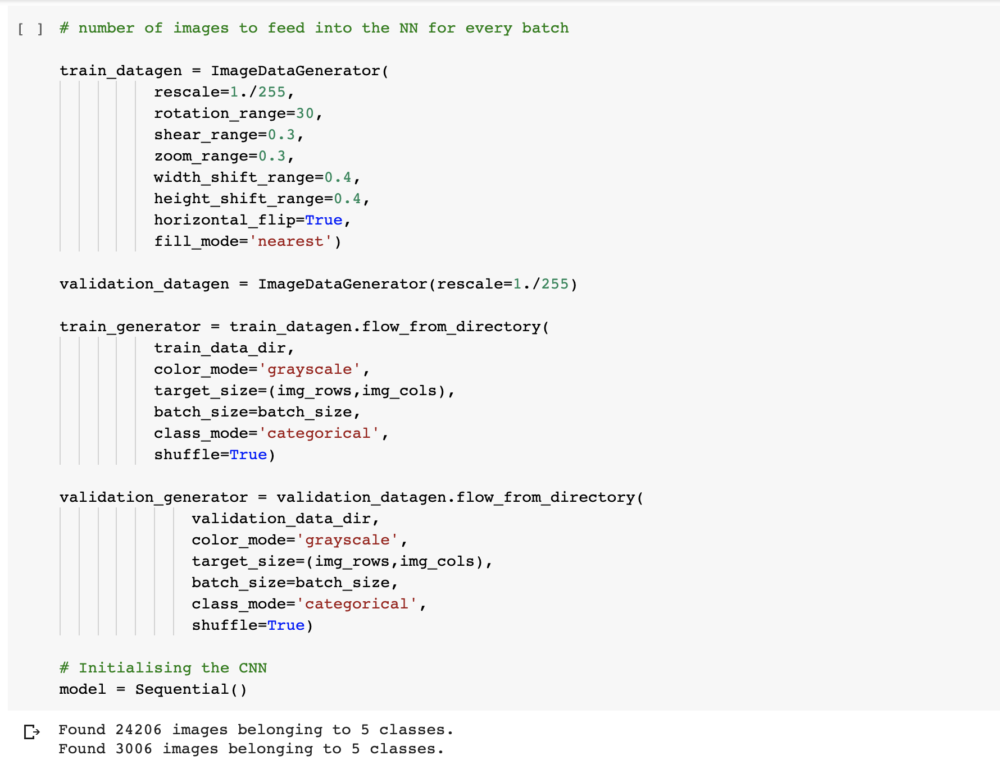 [ ] # number of images to feed into the NN for every batch
train_datagen = ImageDataGenerator(
rescale=1./255,
rotation_range=30,
shear_range=0.3,
zoom_range=0.3,
width_shift_range=0.4,
height_shift_range=0.4,
horizontal_flip=True,
fill_mode='nearest')
validation_datagen = ImageDataGenerator(rescale=1./255)
train_generator = train_datagen.flow_from_directory(
train_data_dir,
color_mode='grayscale',
target_size=(img_rows,img_cols),
batch_size=batch_size,
class_mode='categorical',
shuffle=True)
validation_generator = validation_datagen.flow_from_directory(
validation_data_dir,
color_mode='grayscale',
target_size=(img_rows,img_cols),
batch_size=batch_size,
class_mode='categorical',
shuffle=True)
# Initialising the CNN
model = Sequential()
Found 24206 images belonging to 5 classes.
Found 3006 images belonging to 5 classes.